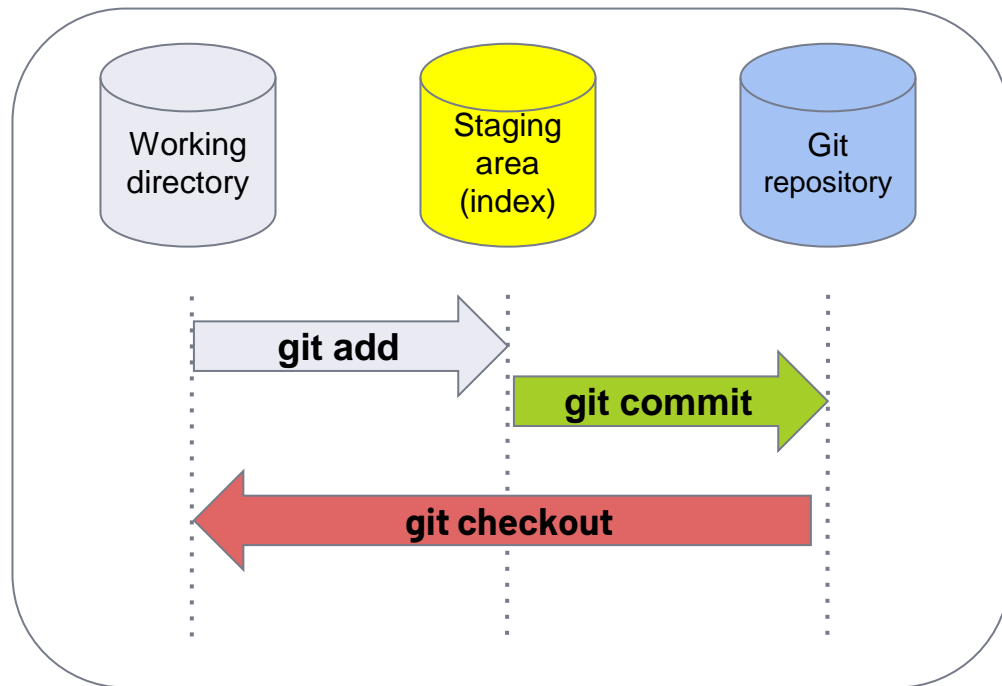 Working
directory
Staging
area
(index)
Git
repository
git add
git commit
git checkout